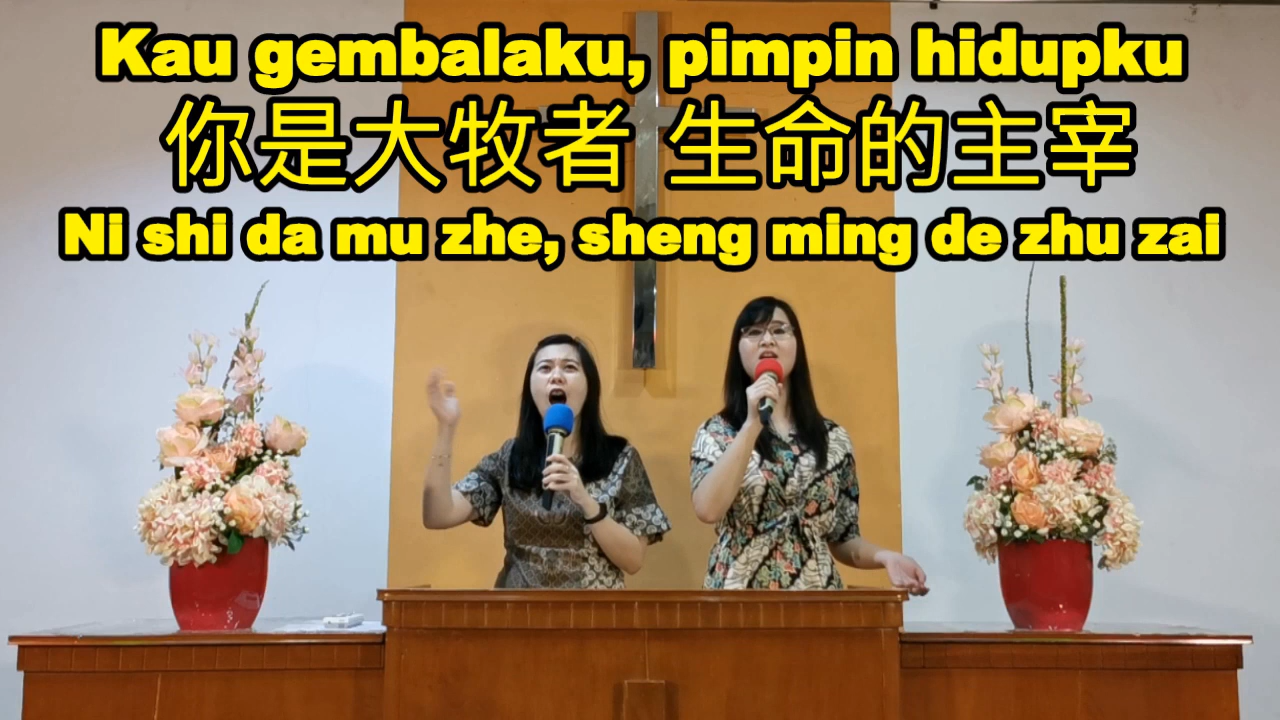 Kau gembalaku, pimpin hidupku
你是大牧者 生命的主宰
Ni shi da mu zhe, sheng ming de zhu zai